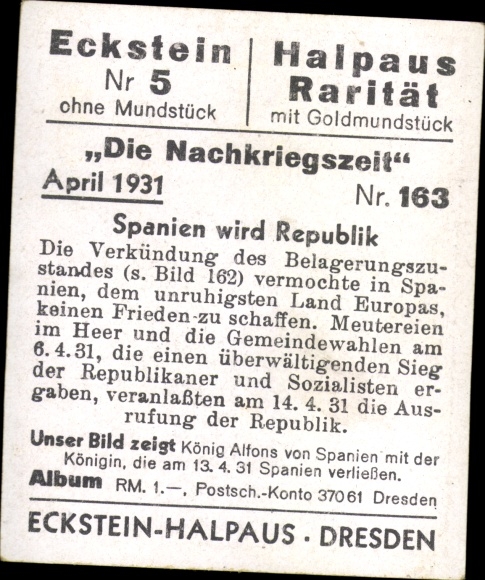 Eckstein Halpaus
Nr 5 Rarität
ohne Mundstück mit Goldmundstück
„Die Nachkriegszeit“
April 1931 Nr. 163
Spanien wird Republik
Die Verkündung des Belagerungszu-
standes (s. Bild 162) vermochte in Spa-
nien, dem unruhigsten Land Europas,
keinen Frieden zu schaffen. Meutereien
im Heer und die Gemeindewahlen am
6. 4. 31, die einen überwältigenden Sieg
der Republikaner und Sozialisten er-
gaben, veranlaßten am 14. 4. 31 die Aus-
rufung der Republik.
Unser Bild zeigt König Alfons von Spanien mit der
Königin, die am 13. 4. 31 Spanien verließen.
Album RM. 1.—, Postsch.-Konto 37061 Dresden
ECKSTEIN-HALPAUS · DRESDEN